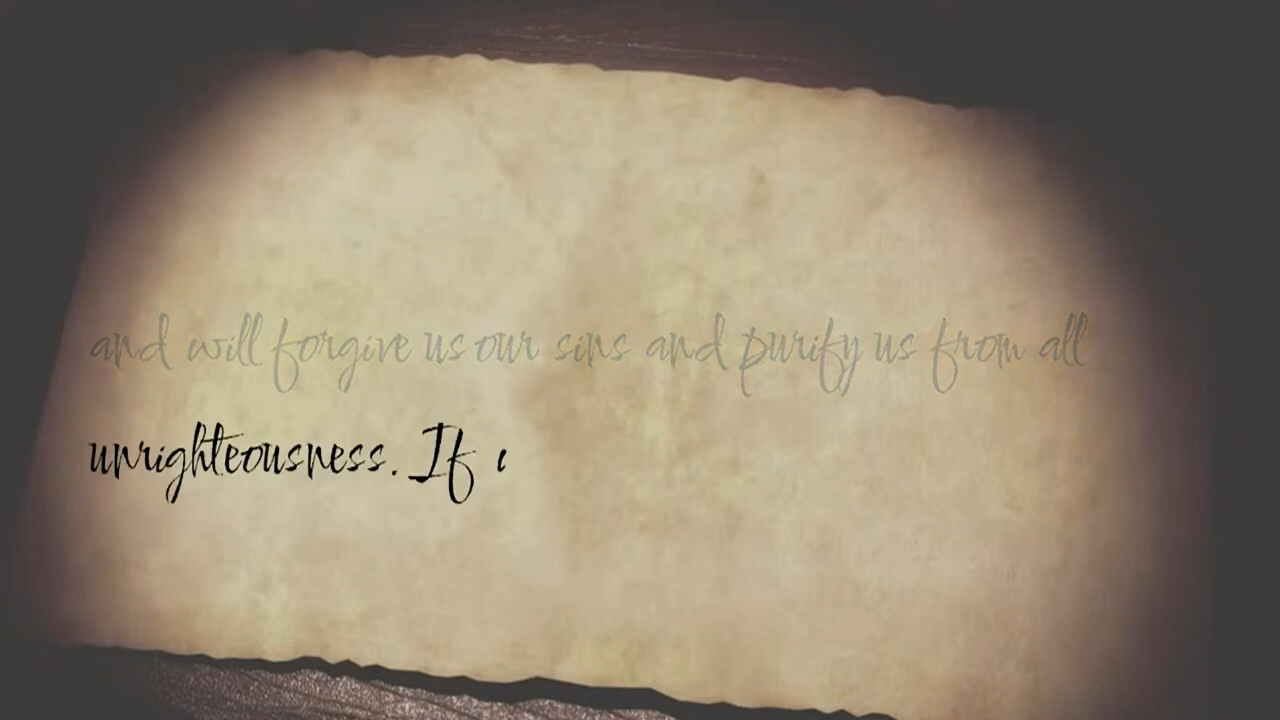 and will forgive us our sins and purify us from all
unrighteousness. If